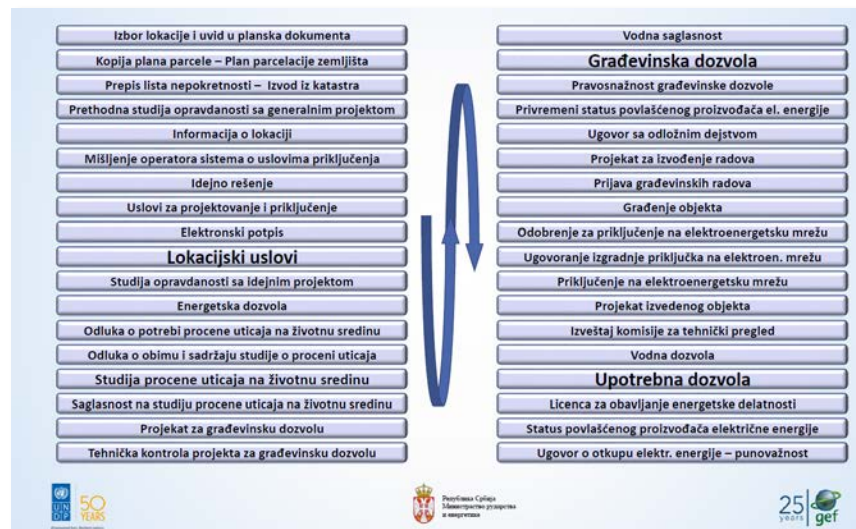 Izbor lokacije i uvid u planska dokumenta
Kopija plana parcele – Plan parcelacije zemljišta
Prepis lista nepokretnosti – Izvod iz katastra
Prethodna studija opravdanosti sa generalnim projektom
Informacija o lokaciji
Mišljenje operatora sistema o uslovima priključenja
Idejno rešenje
Uslovi za projektovanje i priključenje
Elektronski potpis
Lokacijski uslovi
Studija opravdanosti sa idejnim projektom
Energetska dozvola
Odluka o potrebi procene uticaja na životnu sredinu
Odluka o obimu i sadržaju studije o proceni uticaja
Studija procene uticaja na životnu sredinu
Saglasnost na studiju procene uticaja na životnu sredinu
Projekat za građevinsku dozvolu
Tehnička kontrola projekta za građevinsku dozvolu
Vodna saglasnost
Građevinska dozvola
Pravosnažnost građevinske dozvole
Privremeni status povlašćenog proizvođača el. energije
Ugovor sa odložnim dejstvom
Projekat za izvođenje radova
Prijava građevinskih radova
Građenje objekta
Odobrenje za priključenje na elektroenergetsku mrežu
Ugovoranje izgradnje priključka na elektroen. mrežu
Priključenje na elektroenergetsku mrežu
Projekat izvedenog objekta
Izveštaj komisije za tehnički pregled
Vodna dozvola
Upotrebna dozvola
Licenca za obavljanje energetske delatnosti
Status povlašćenog proizvođača električne energije
Ugovor o otkupu elektr. energije – punovažnost
UN
DP
50
YEARS
Република Србија
Министарство рударства
и енергетике
25
years
gef